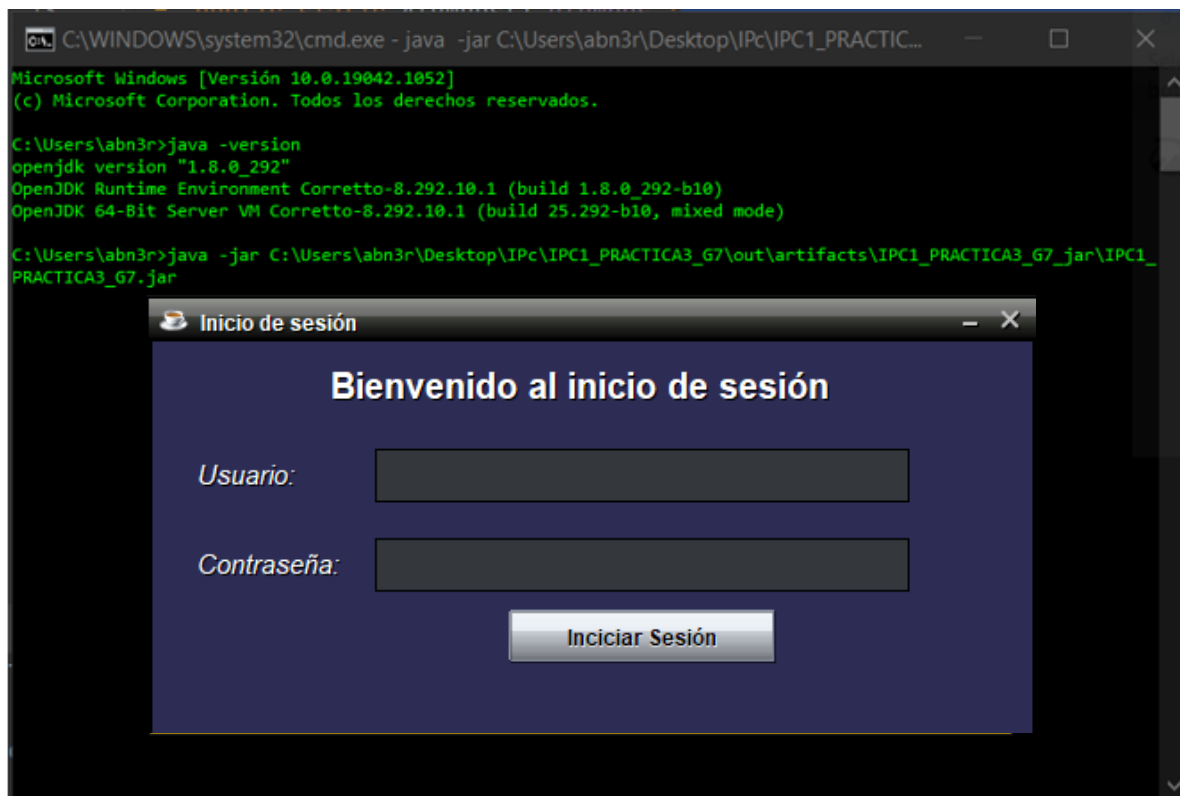 C:\WINDOWS\system32\cmd.exe - java  -jar C:\Users\abn3r\Desktop\IPc\IPC1_PRACTIC...
Microsoft Windows [Versión 10.0.19042.1052]
(c) Microsoft Corporation. Todos los derechos reservados.
C:\Users\abn3r>java -version
openjdk version "1.8.0_292"
OpenJDK Runtime Environment Corretto-8.292.10.1 (build 1.8.0_292-b10)
OpenJDK 64-Bit Server VM Corretto-8.292.10.1 (build 25.292-b10, mixed mode)
C:\Users\abn3r>java -jar C:\Users\abn3r\Desktop\IPc\IPC1_PRACTICA3_G7\out\artifacts\IPC1_PRACTICA3_G7_jar\IPC1_
PRACTICA3_G7.jar
Inicio de sesión
Bienvenido al inicio de sesión
Usuario:
Contraseña:
Inciciar Sesión